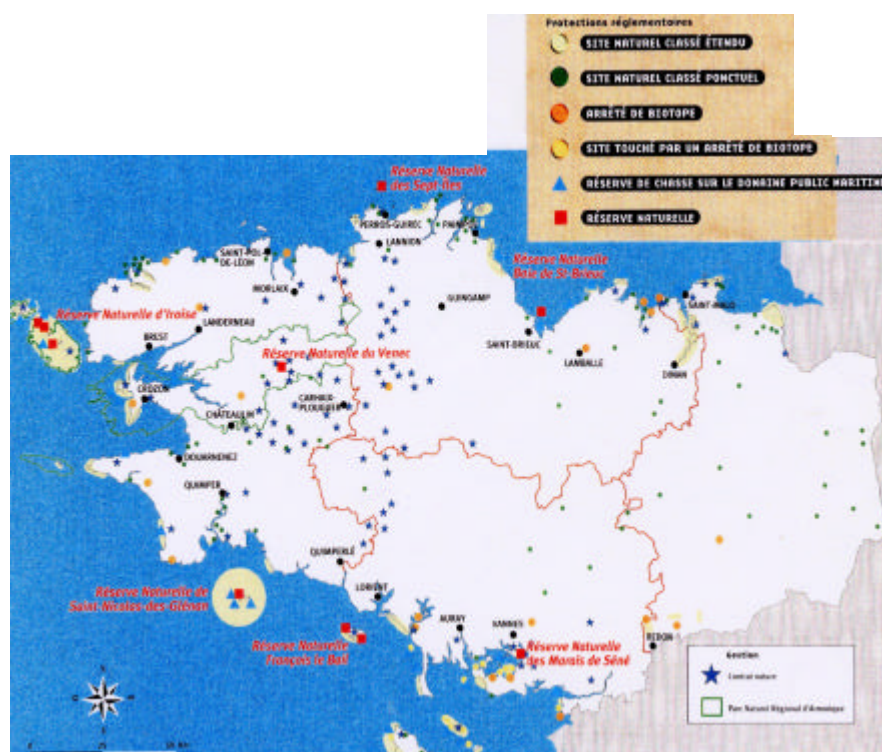 Protections réglementaires
SITE NATUREL CLASSÉ ÉTENDU
SITE NATUREL CLASSÉ PONCTUEL
ARRÊTÉ DE BIOTOPE
SITE TOUCHÉ PAR UN ARRÊTÉ DE BIOTOPE
RÉSERVE DE CHASSE SUR LE DOMAINE PUBLIC MARITIME
RÉSERVE NATURELLE
Réserve Naturelle
des Sept-Iles
PERROS-GUIREC
LANNION
SAINT-POL-
DE-LÉON
MORLAIX
Réserve Naturelle
Baie de St-Brieuc
GUINGAMP
SAINT-MALO
Réserve Naturelle d'Iroise
LANDERNEAU
BREST
SAINT-BRIEUC
LAMBALLE
DINAN
Réserve Naturelle du Venec
CROZON
CARHAIX-
PLOUGUER
CHÂTEAULIN
DOUARNENEZ
QUIMPER
QUIMPERLÉ
LORIENT
Réserve Naturelle de
Saint-Nicolas-des-Glénan
AURAY
VANNES
REDON
Réserve Naturelle
François le Bail
Réserve Naturelle
des Marais de Séné
Gestion
Contrat nature
Parc Naturel Régional d'Armorique